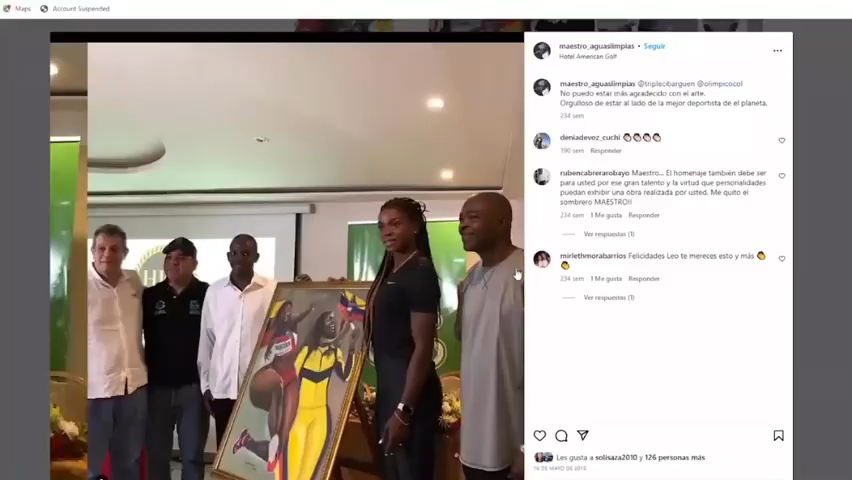 Maps
Account Suspended
maestro_aguaslimpias • Seguir
Hotel American Golf
maestro_aguaslimpias @triplecibarguen @olimpicocol
No puedo estar más agradecido con el arte.
Orgulloso de estar al lado de la mejor deportista de el planeta.
234 sem
deniadevoz_cuchi
190 sem Responder
rubencabrerarobayo Maestro... El homenaje también debe ser
para usted por ese gran talento y la virtud que personalidades
puedan exhibir una obra realizada por usted. Me quito el
sombrero MAESTRO!!
234 sem 1 Me gusta Responder
Ver respuestas (1)
mirlethmorabarrios Felicidades Leo te mereces esto y más
234 sem 1 Me gusta Responder
Ver respuestas (1)
Les gusta a solisaza2010 y 126 personas más
16 DE MAYO DE 2018